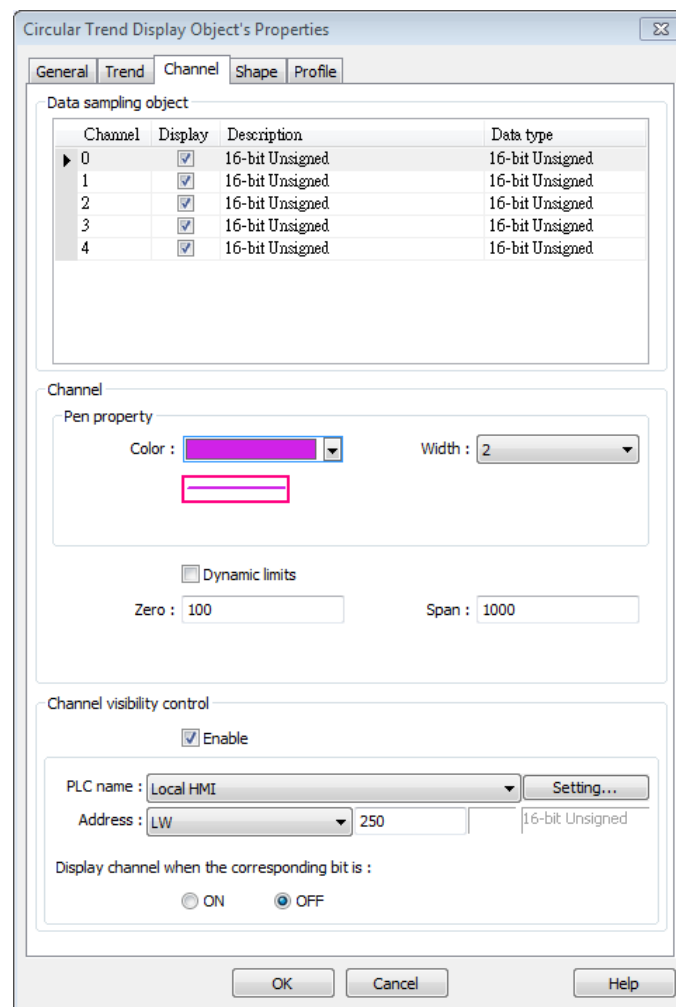 Circular Trend Display Object's Properties
General Trend Channel Shape Profile
Data sampling object
Channel Display Description Data type
0 16-bit Unsigned 16-bit Unsigned
1 16-bit Unsigned 16-bit Unsigned
2 16-bit Unsigned 16-bit Unsigned
3 16-bit Unsigned 16-bit Unsigned
4 16-bit Unsigned 16-bit Unsigned
Channel
Pen property
Color : Width : 2
Dynamic limits
Zero : 100 Span : 1000
Channel visibility control
Enable
PLC name : Local HMI Setting...
Address : LW 250 16-bit Unsigned
Display channel when the corresponding bit is :
ON OFF
OK Cancel Help